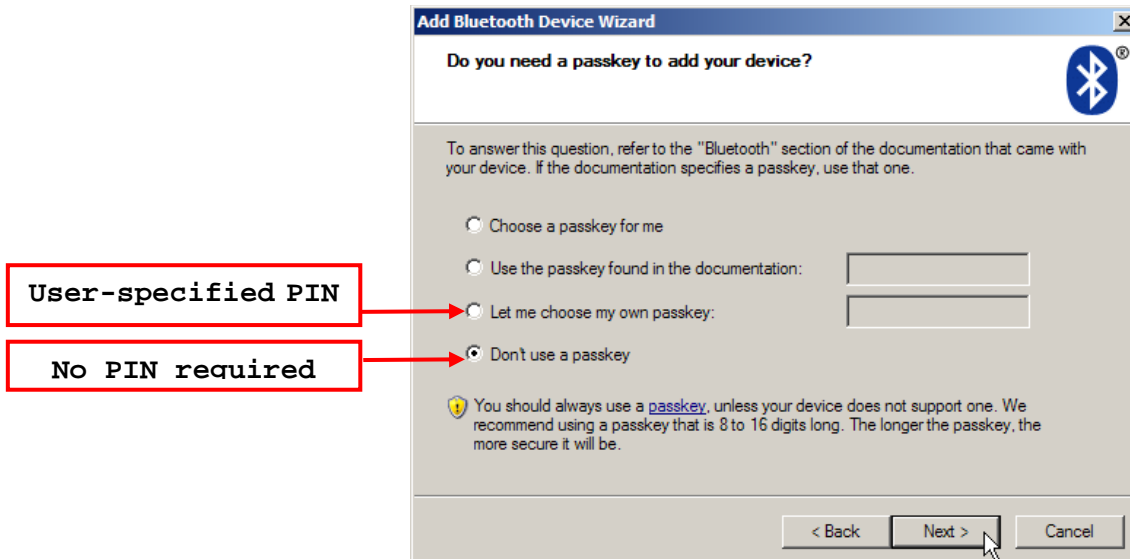 Add Bluetooth Device Wizard
Do you need a passkey to add your device?
®
To answer this question, refer to the "Bluetooth" section of the documentation that came with
your device. If the documentation specifies a passkey, use that one.
Choose a passkey for me
Use the passkey found in the documentation:
User-specified PIN
Let me choose my own passkey:
No PIN required
Don't use a passkey
You should always use a passkey, unless your device does not support one. We
recommend using a passkey that is 8 to 16 digits long. The longer the passkey, the
more secure it will be.
< Back Next > Cancel